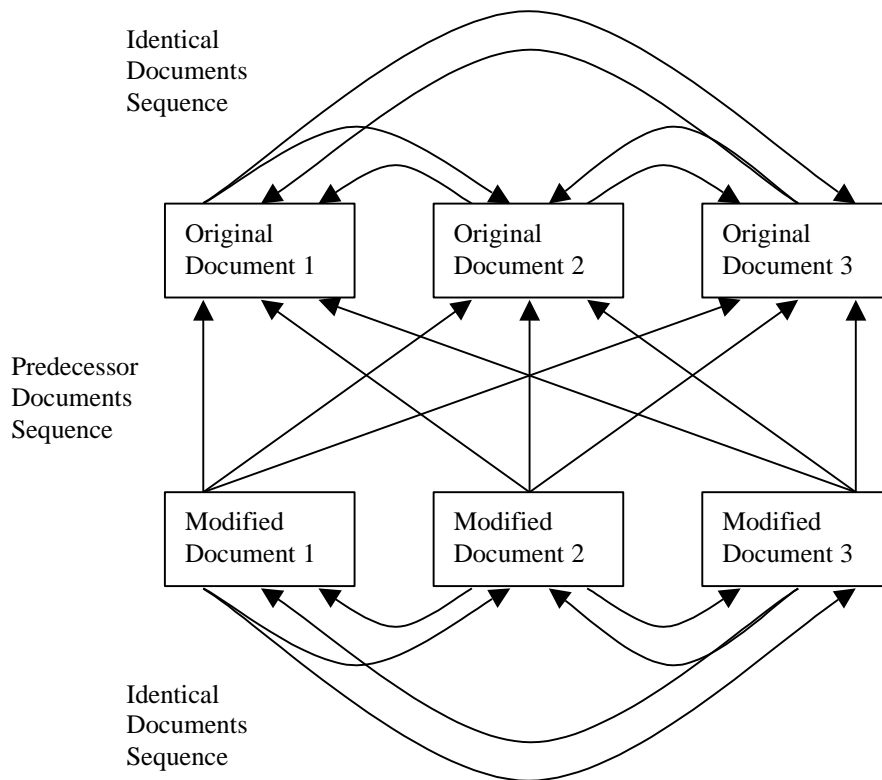 Identical
Documents
Sequence
Original
Document 1
Original
Document 2
Original
Document 3
Predecessor
Documents
Sequence
Modified
Document 1
Modified
Document 2
Modified
Document 3
Identical
Documents
Sequence